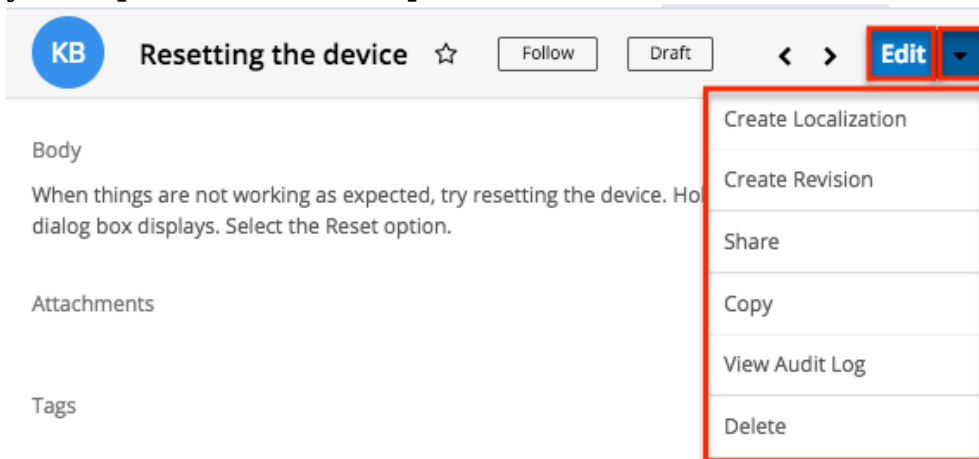 KB Resetting the device Follow Draft Edit
Create Localization
Body
Create Revision
When things are not working as expected, try resetting the device.
dialog box displays. Select the Reset option.
Share
Attachments
Copy
View Audit Log
Tags
Delete